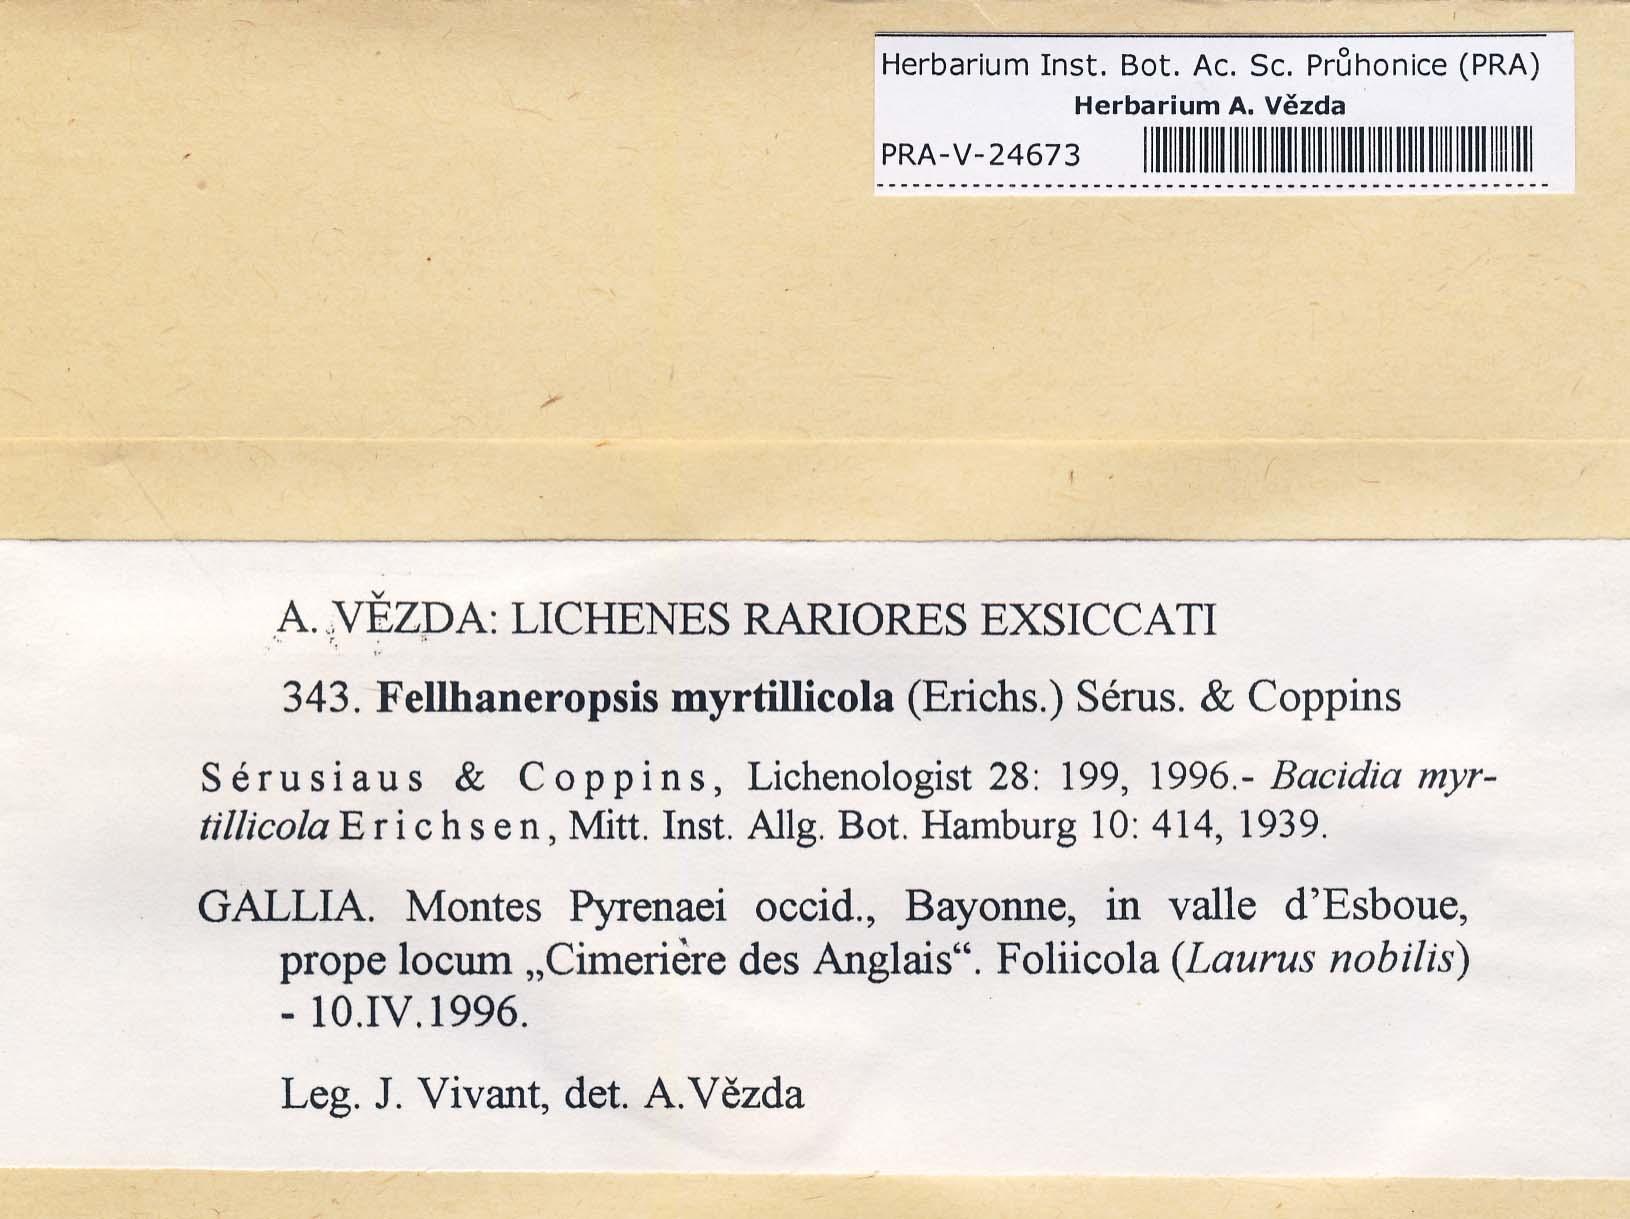 Herbarium Inst. Bot. Ac. Sc. Průhonice (PRA)
Herbarium A. Vězda
PRA-V-24673
A. VĚZDA: LICHENES RARIORES EXSICCATI
343. Fellhaneropsis myrtillicola (Erichs.) Sérus. & Coppins
Sérusiaus & Coppins, Lichenologist 28: 199, 1996.- Bacidia myr-
tillicola Erichsen, Mitt. Inst. Allg. Bot. Hamburg 10: 414, 1939.
GALLIA. Montes Pyrenaei occid., Bayonne, in valle d'Esboue,
prope locum „Cimerière des Anglais“. Foliicola (Laurus nobilis)
- 10.IV.1996.
Leg. J. Vivant, det. A.Vězda